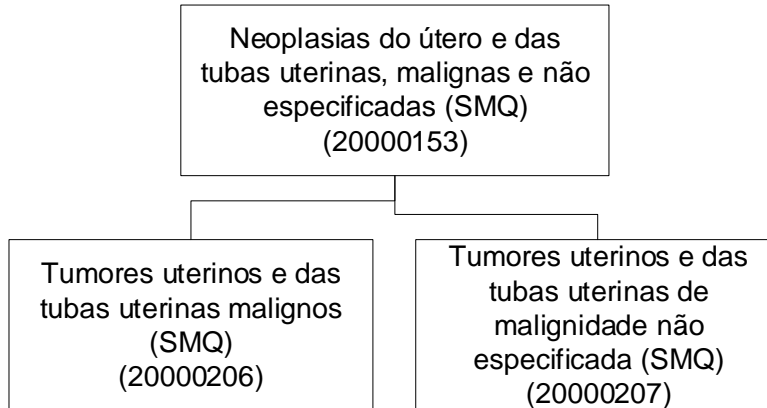 Neoplasias do útero e das
tubas uterinas, malignas e não
especificadas (SMQ)
(20000153)
Tumores uterinos e das
tubas uterinas malignos
(SMQ)
(20000206)
Tumores uterinos e das
tubas uterinas de
malignidade não
especificada (SMQ)
(20000207)